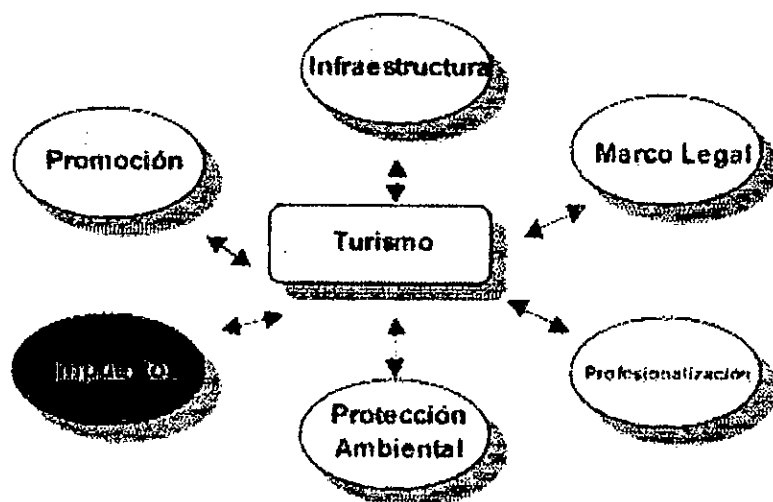 Infraestructura
Promoción
Marco Legal
Turismo
Profesionalización
Protección
Ambiental